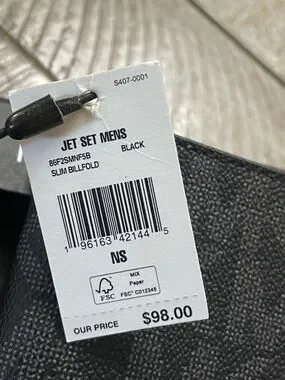 S407-0001
JET SET MENS
86F2SMNF5B BLACK
SLIM BILLFOLD
1 96163 42144 5
NS
FSC
MIX
Paper
FSC® C012345
OUR PRICE $98.00